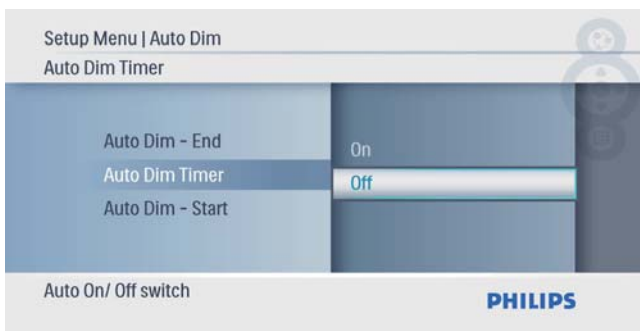 Setup Menu | Auto Dim
Auto Dim Timer
Auto Dim - End
Auto Dim Timer
Auto Dim - Start
On
Off
Auto On/ Off switch
PHILIPS